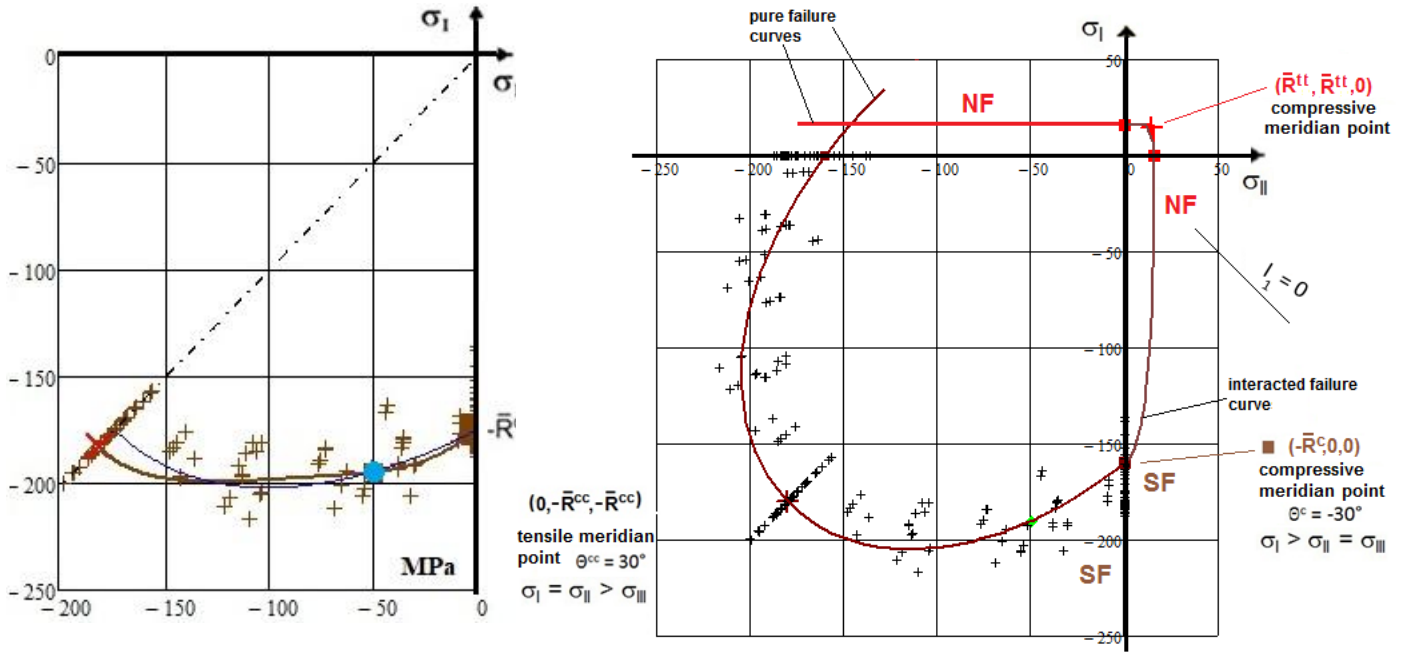 σI
0
σI
−50
−100
−150
−200
−250
-R̄
MPa
−200
−150
−100
−50
0
pure failure
curves
σI
50
NF
(R̄tt, R̄tt,0)
compressive
meridian point
−250
−200
−150
−100
−50
0
50
σII
NF
−50
I1 = 0
−100
interacted failure
curve
−150
(-R̄c,0,0)
SF
compressive
meridian point
Θc = -30°
σI > σII = σIII
(0,-R̄cc,-R̄cc)
tensile meridian
point Θcc = 30°
σI = σII > σIII
−200
SF
−250